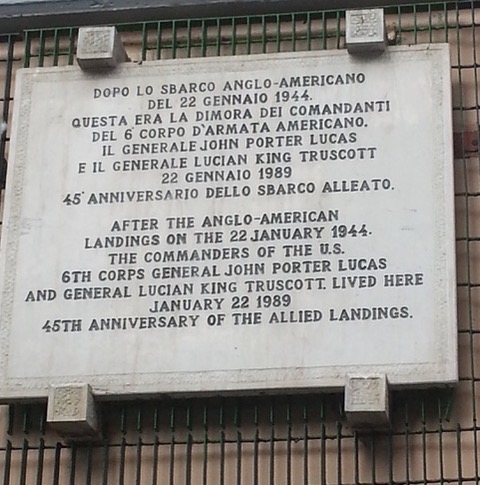 DOPO LO SBARCO ANGLO-AMERICANO
DEL 22 GENNAIO 1944.
QUESTA ERA LA DIMORA DEI COMANDANTI
DEL 6° CORPO D'ARMATA AMERICANO.
IL GENERALE JOHN PORTER LUCAS
E IL GENERALE LUCIAN KING TRUSCOTT
22 GENNAIO 1989
45° ANNIVERSARIO DELLO SBARCO ALLEATO.
AFTER THE ANGLO-AMERICAN
LANDINGS ON THE 22 JANUARY 1944.
THE COMMANDERS OF THE U.S.
6TH CORPS GENERAL JOHN PORTER LUCAS
AND GENERAL LUCIAN KING TRUSCOTT. LIVED HERE
JANUARY 22 1989
45TH ANNIVERSARY OF THE ALLIED LANDINGS.